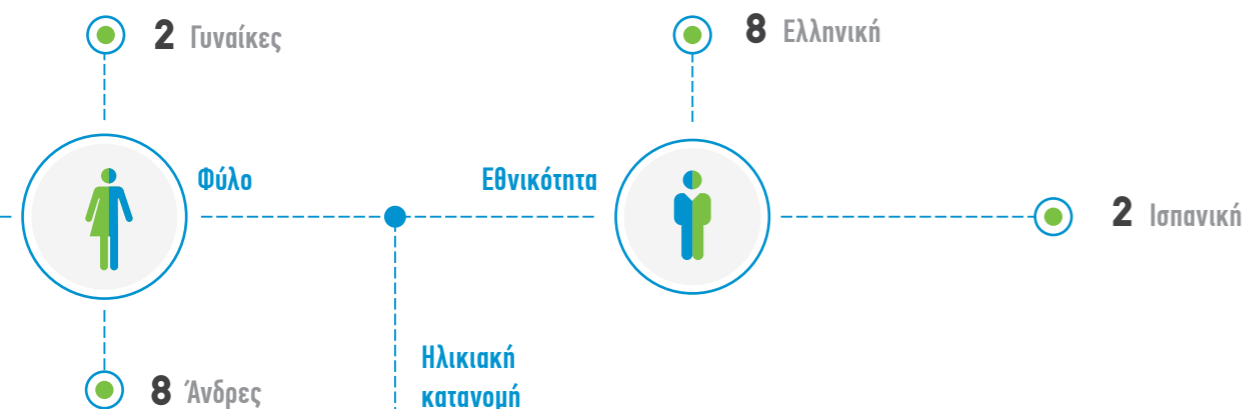 2 Γυναίκες
8 Ελληνική
Φύλο
Εθνικότητα
2 Ισπανική
Ηλικιακή
κατανομή
8 Άνδρες